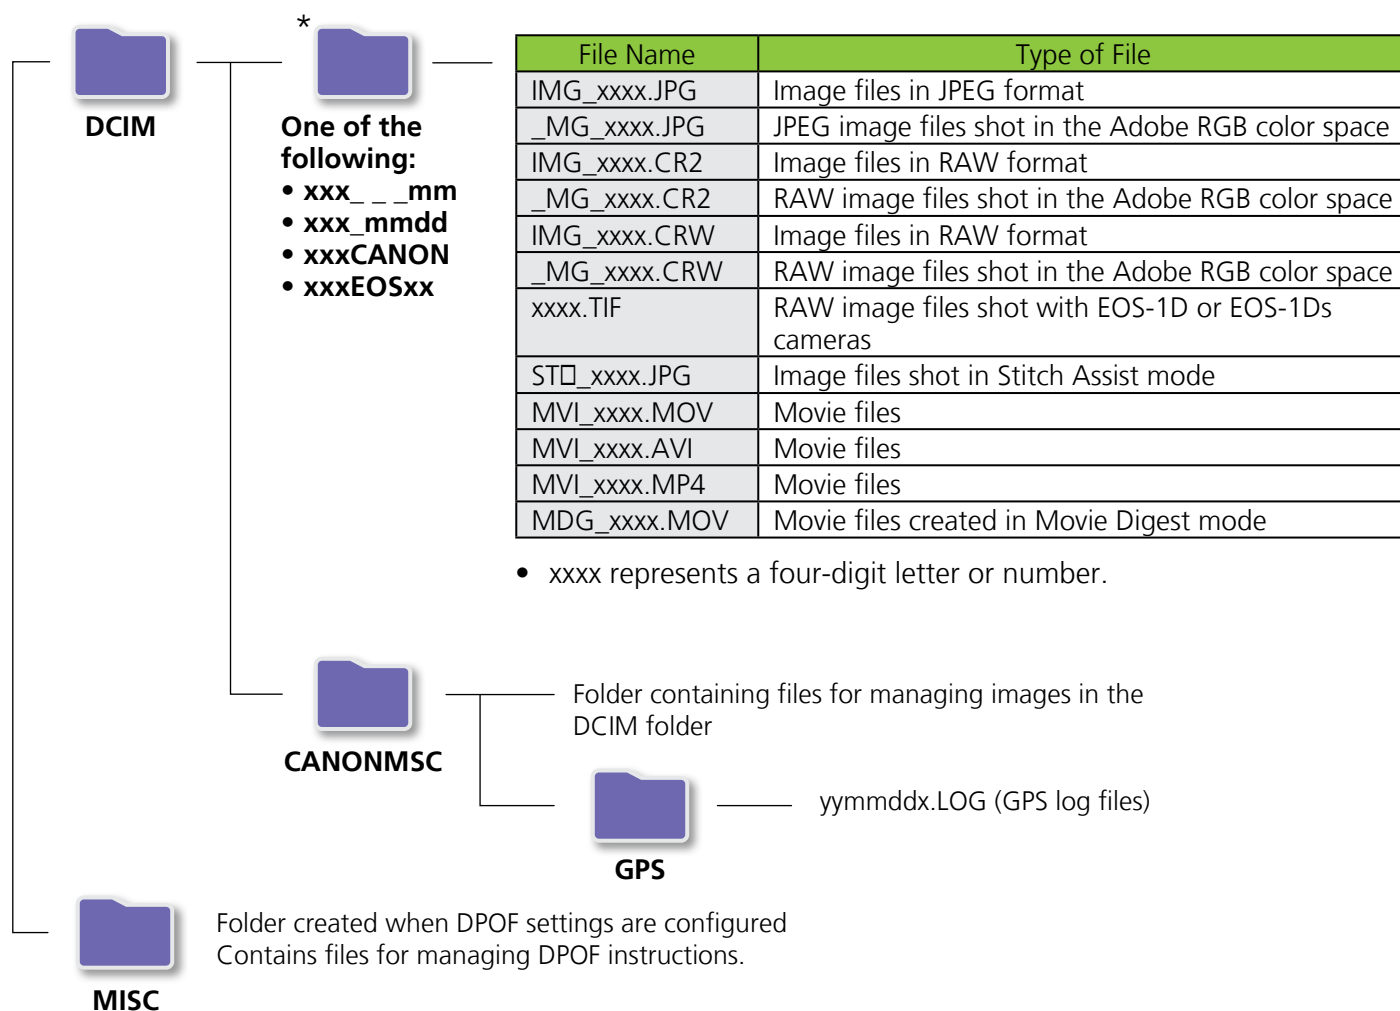 *
DCIM
One of the
following:
• xxx_ _ _mm
• xxx_mmdd
• xxxCANON
• xxxEOSxx
File Name Type of File
IMG_xxxx.JPG Image files in JPEG format
_MG_xxxx.JPG JPEG image files shot in the Adobe RGB color space
IMG_xxxx.CR2 Image files in RAW format
_MG_xxxx.CR2 RAW image files shot in the Adobe RGB color space
IMG_xxxx.CRW Image files in RAW format
_MG_xxxx.CRW RAW image files shot in the Adobe RGB color space
xxxx.TIF RAW image files shot with EOS-1D or EOS-1Ds
cameras
ST□_xxxx.JPG Image files shot in Stitch Assist mode
MVI_xxxx.MOV Movie files
MVI_xxxx.AVI Movie files
MVI_xxxx.MP4 Movie files
MDG_xxxx.MOV Movie files created in Movie Digest mode
• xxxx represents a four-digit letter or number.
CANONMSC
Folder containing files for managing images in the
DCIM folder
GPS
yymmddx.LOG (GPS log files)
MISC
Folder created when DPOF settings are configured
Contains files for managing DPOF instructions.